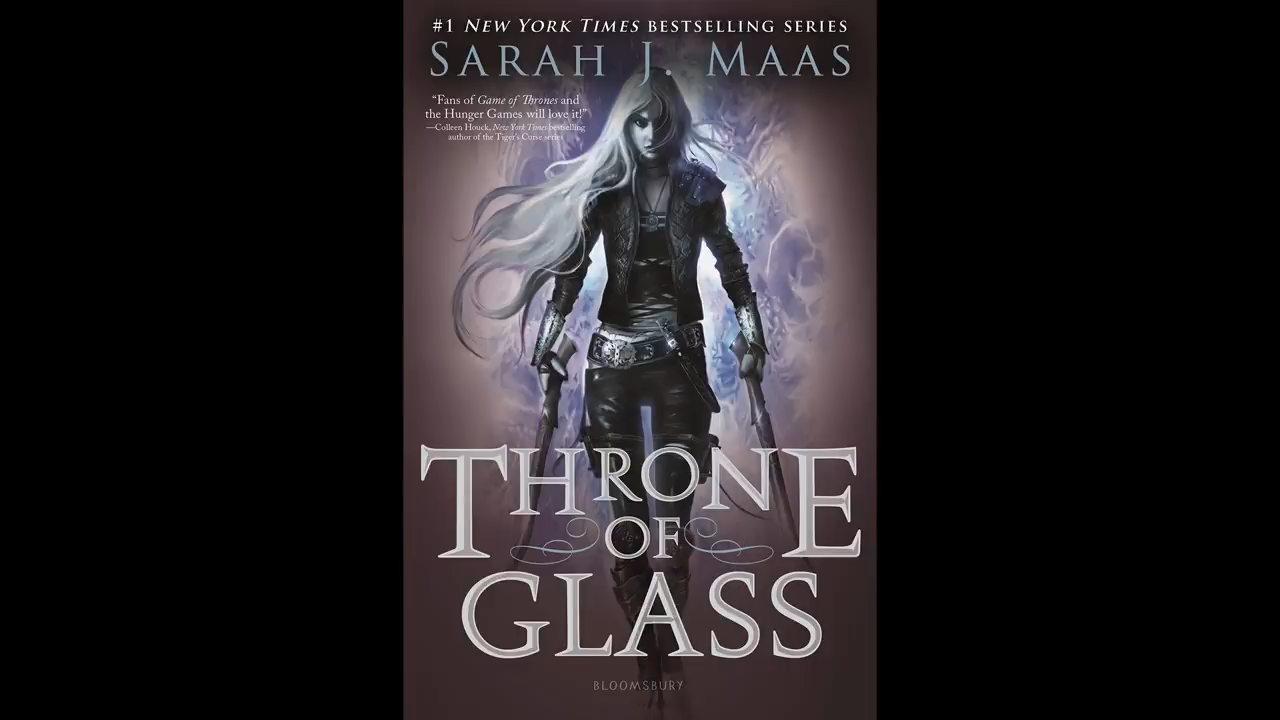 #1 NEW YORK TIMES BESTSELLING SERIES
SARAH J. MAAS
“Fans of Game of Thrones and
the Hunger Games will love it!”
—Colleen Houck, New York Times bestselling
author of the Tiger's Curse series
THRONE
OF
GLASS
BLOOMSBURY